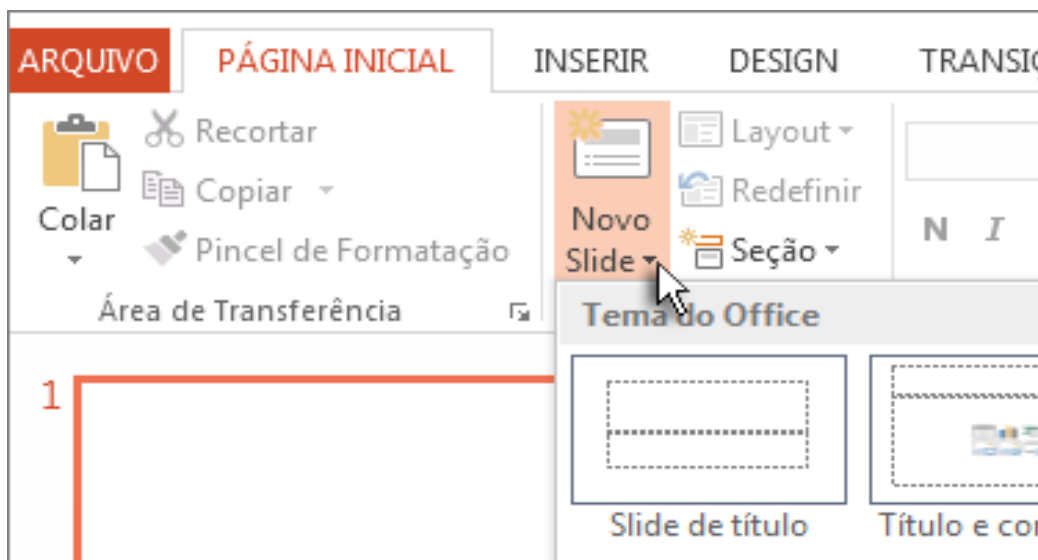 ARQUIVO PÁGINA INICIAL INSERIR DESIGN
Recortar
Copiar
Pincel de Formatação
Colar
Área de Transferência
Novo
Slide
Layout
Redefinir
Seção
N I
Tema do Office
1
Slide de título
Título e